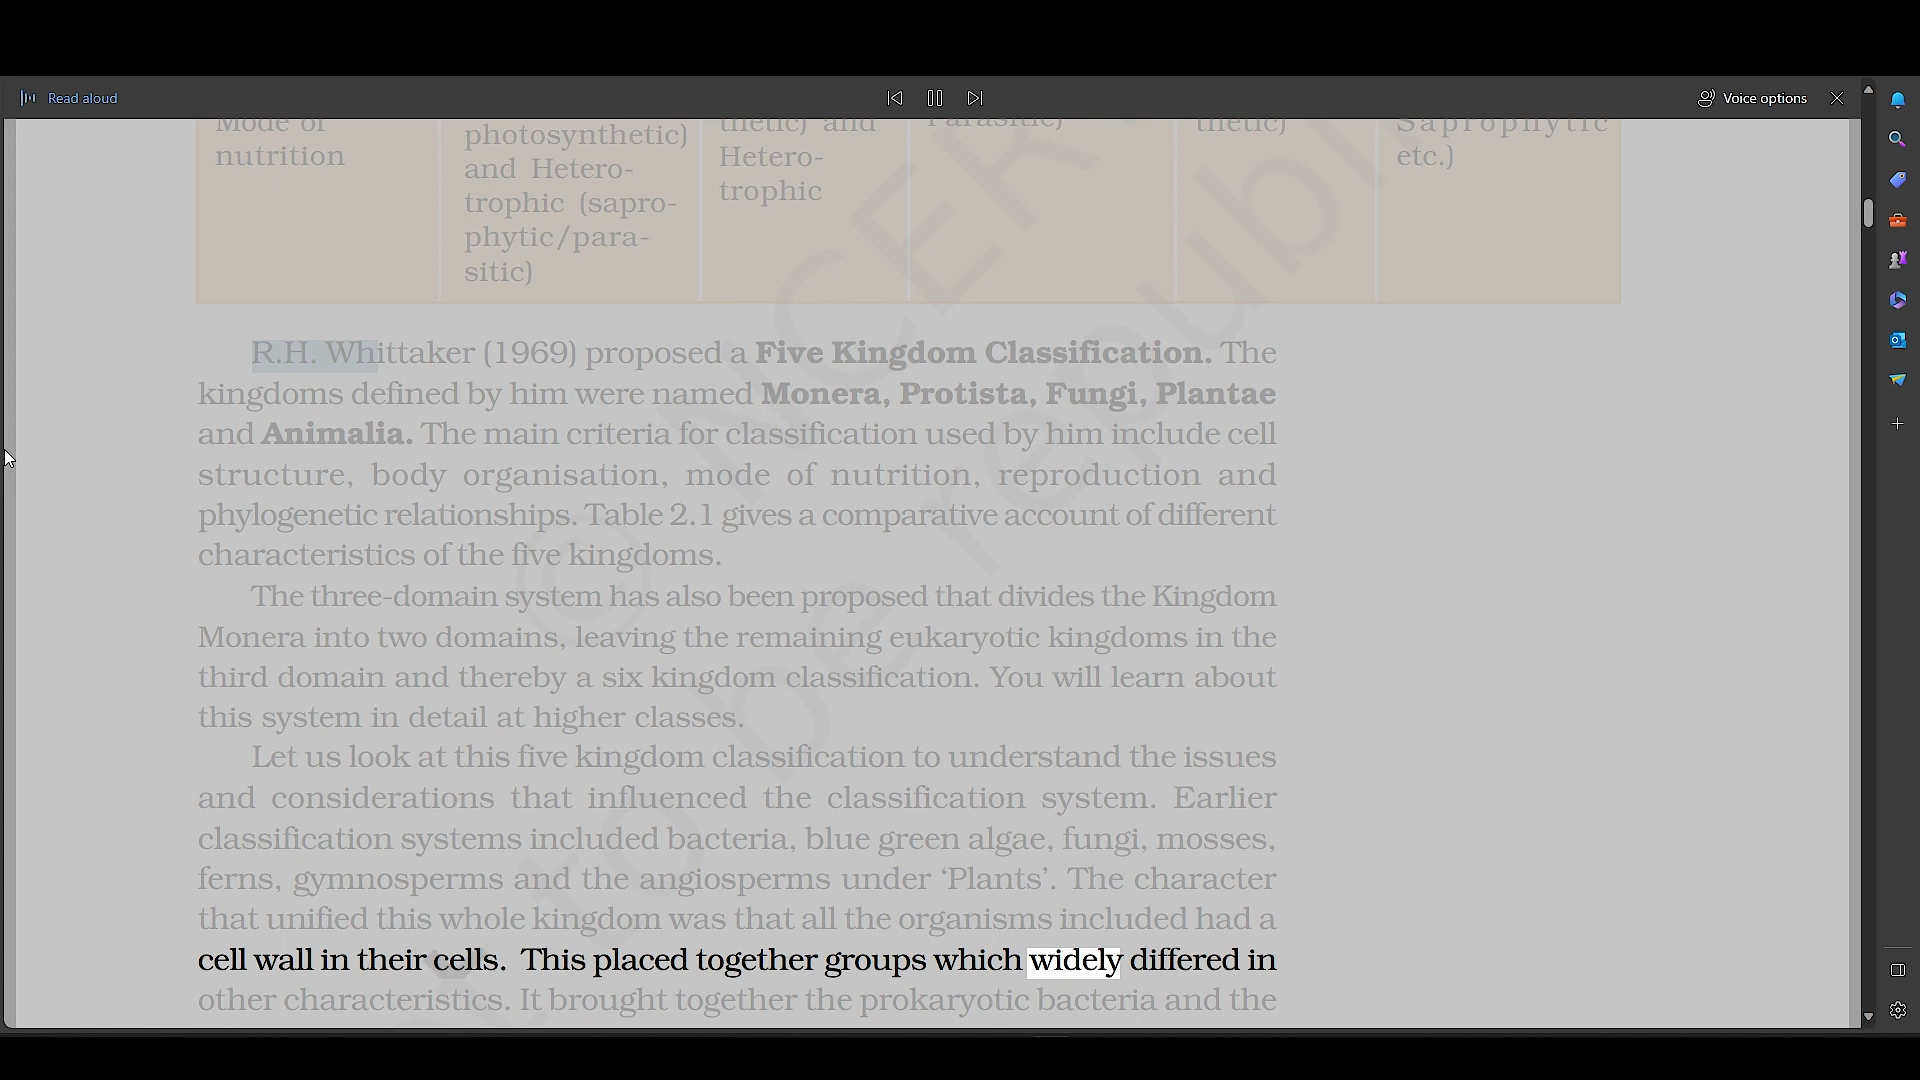 Read aloud
Voice options
Mode of
nutrition
photosynthetic)
and Hetero-
trophic (sapro-
phytic/para-
sitic)
thetic) and
Hetero-
trophic
Parasitic)
thetic)
Saprophytic
etc.)
R.H. Whittaker (1969) proposed a Five Kingdom Classification. The
kingdoms defined by him were named Monera, Protista, Fungi, Plantae
and Animalia. The main criteria for classification used by him include cell
structure, body organisation, mode of nutrition, reproduction and
phylogenetic relationships. Table 2.1 gives a comparative account of different
characteristics of the five kingdoms.
The three-domain system has also been proposed that divides the Kingdom
Monera into two domains, leaving the remaining eukaryotic kingdoms in the
third domain and thereby a six kingdom classification. You will learn about
this system in detail at higher classes.
Let us look at this five kingdom classification to understand the issues
and considerations that influenced the classification system. Earlier
classification systems included bacteria, blue green algae, fungi, mosses,
ferns, gymnosperms and the angiosperms under ‘Plants’. The character
that unified this whole kingdom was that all the organisms included had a
cell wall in their cells. This placed together groups which widely differed in
other characteristics. It brought together the prokaryotic bacteria and the